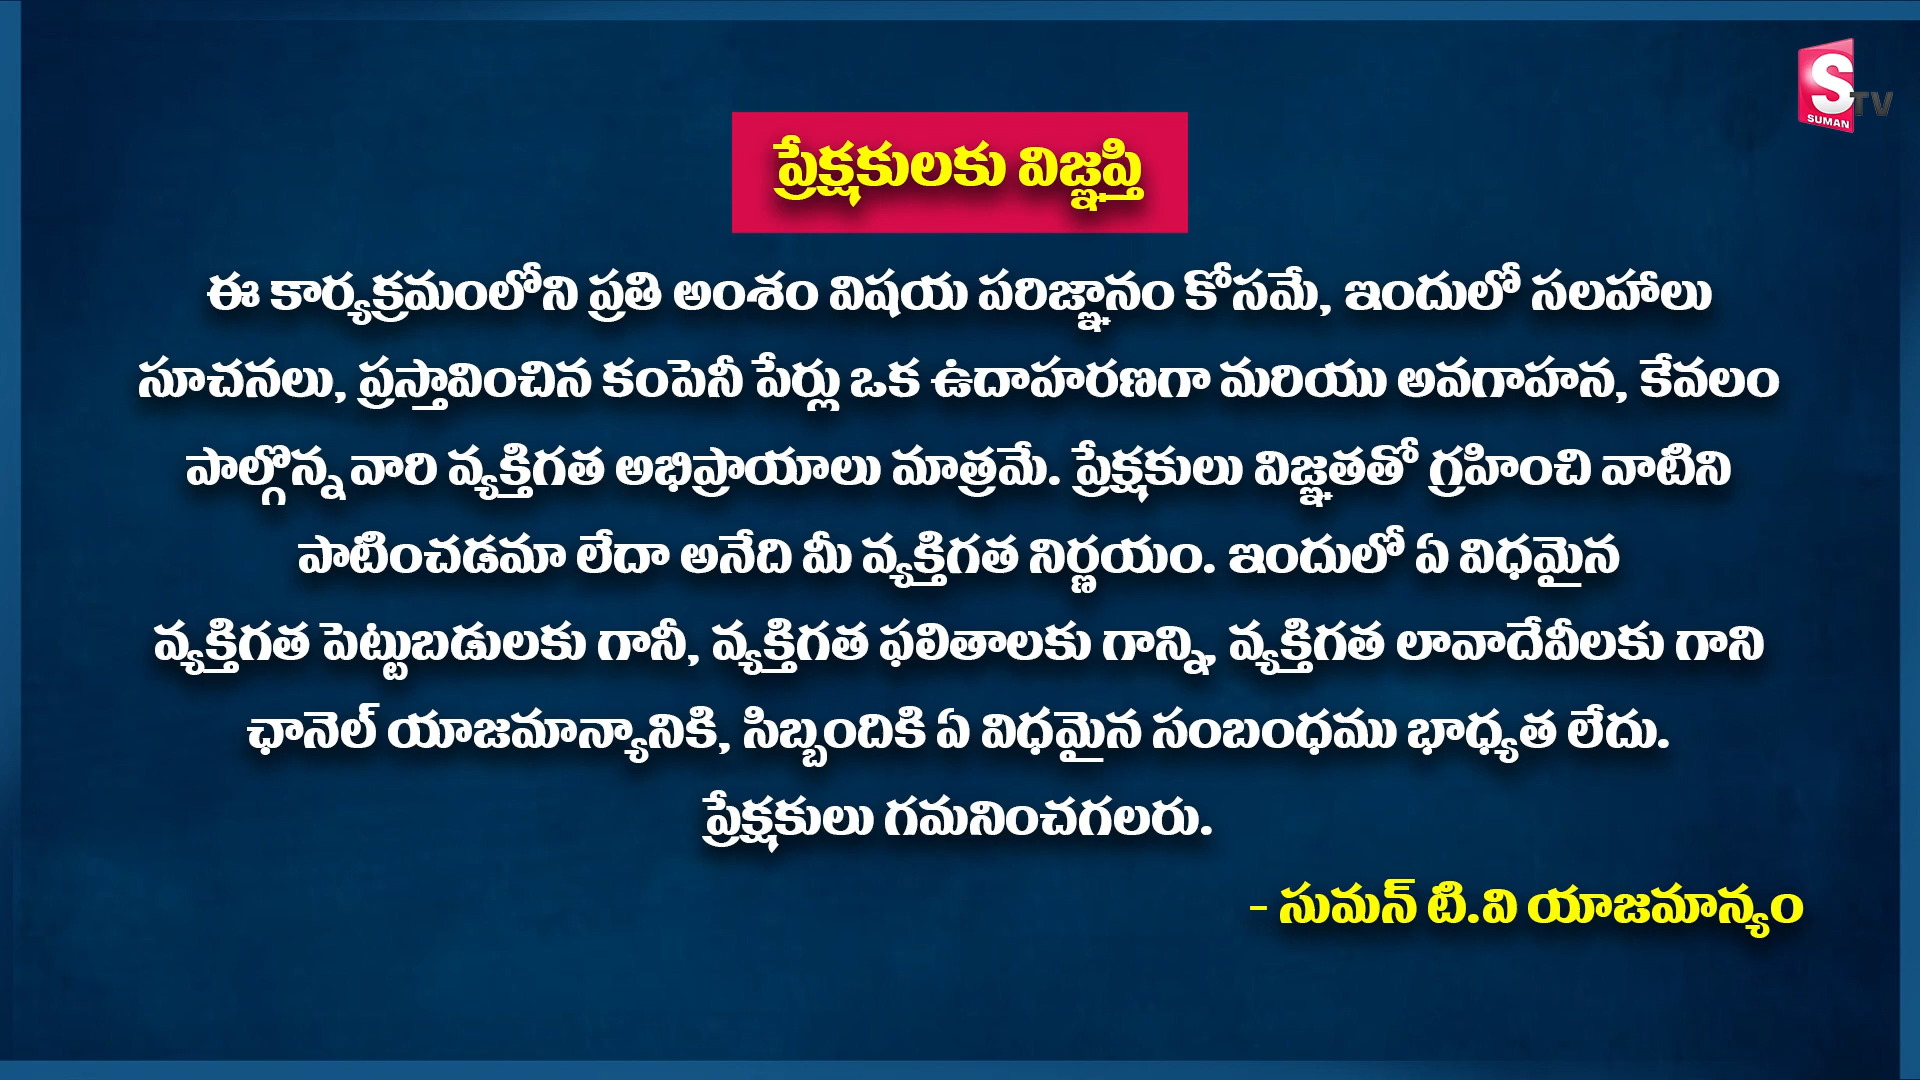 S TV
SUMAN
ప్రేక్షకులకు విజ్ఞప్తి
ఈ కార్యక్రమంలోని ప్రతి అంశం విషయ పరిజ్ఞానం కోసమే, ఇందులో సలహాలు
సూచనలు, ప్రస్తావించిన కంపెనీ పేర్లు ఒక ఉదాహరణగా మరియు అవగాహన, కేవలం
పాల్గొన్న వారి వ్యక్తిగత అభిప్రాయాలు మాత్రమే. ప్రేక్షకులు విజ్ఞతతో గ్రహించి వాటిని
పాటించడమా లేదా అనేది మీ వ్యక్తిగత నిర్ణయం. ఇందులో ఏ విధమైన
వ్యక్తిగత పెట్టుబడులకు గానీ, వ్యక్తిగత ఫలితాలకు గాన్ని, వ్యక్తిగత లావాదేవీలకు గాని
ఛానెల్ యాజమాన్యానికి, సిబ్బందికి ఏ విధమైన సంబంధము భాధ్యత లేదు.
ప్రేక్షకులు గమనించగలరు.
- సుమన్ టి.వి యాజమాన్యం